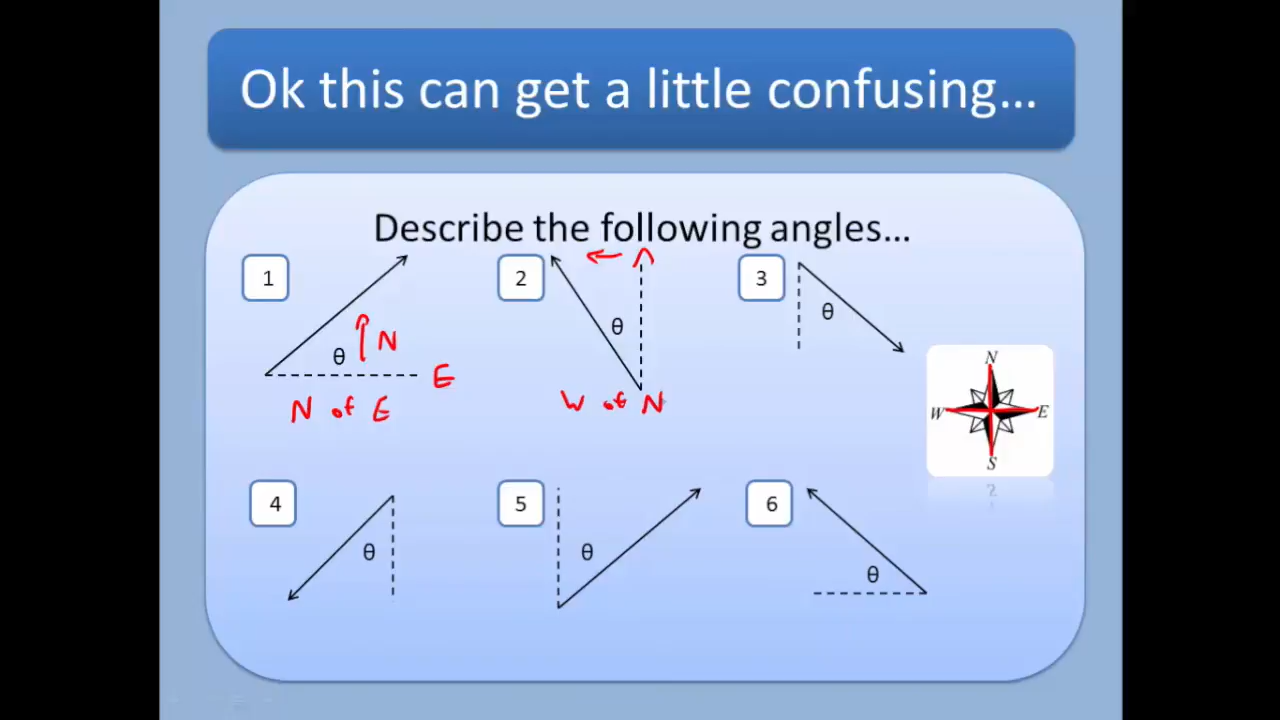 Ok this can get a little confusing...
Describe the following angles...
1
2
3
θ
N
E
N of E
θ
W of N
θ
N
W
E
S
4
5
6
θ
θ
θ